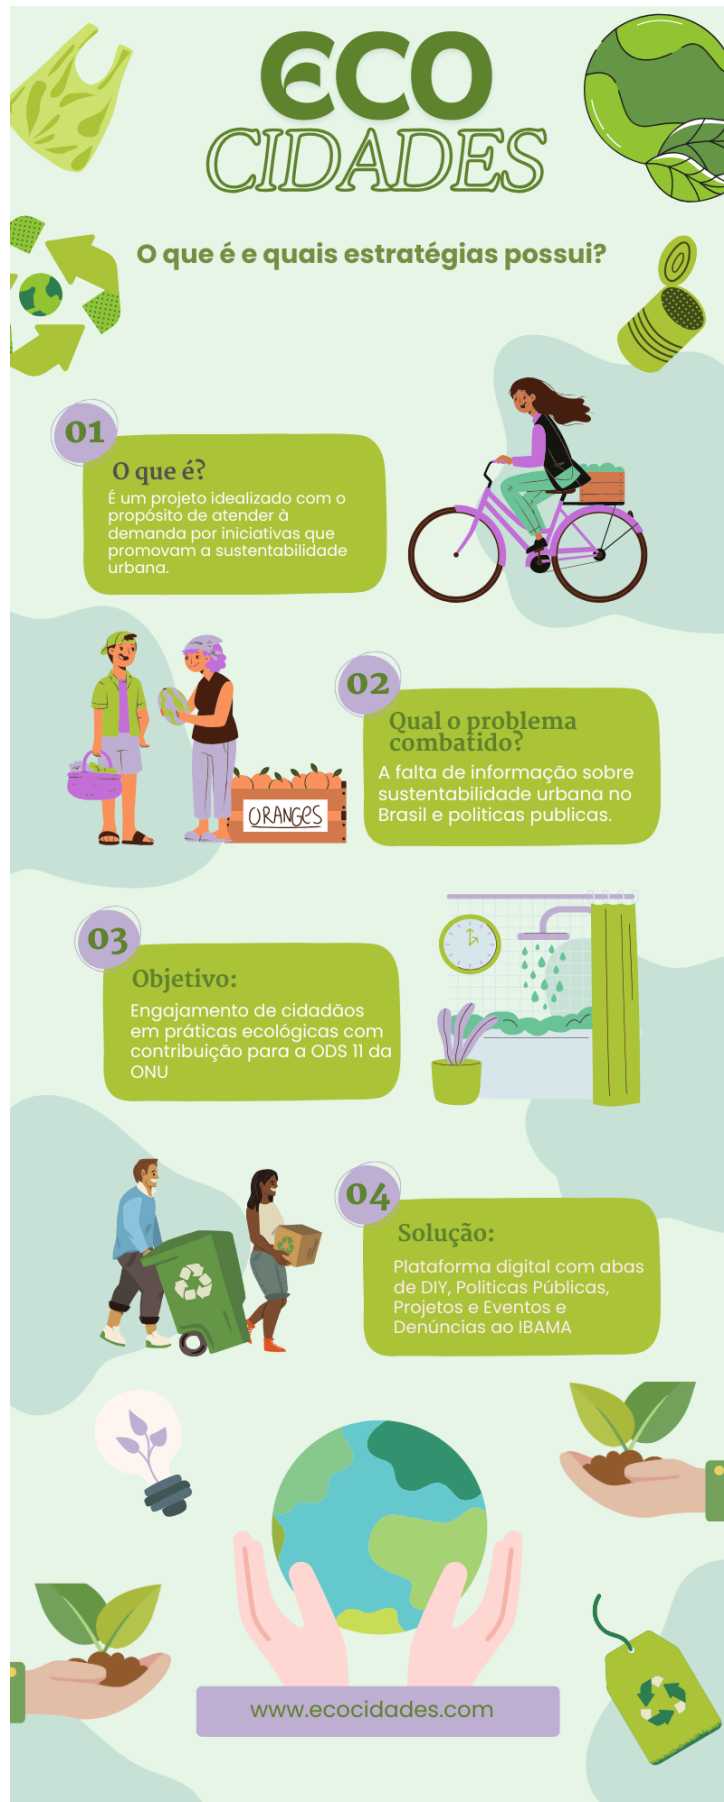 ECO
CIDADES
O que é e quais estratégias possui?
01
O que é?
É um projeto idealizado com o
propósito de atender à
demanda por iniciativas que
promovam a sustentabilidade
urbana.
02
Qual o problema
combatido?
A falta de informação sobre
sustentabilidade urbana no
Brasil e politicas publicas.
ORANGES
03
Objetivo:
Engajamento de cidadãos
em práticas ecológicas com
contribuição para a ODS 11 da
ONU
04
Solução:
Plataforma digital com abas
de DIY, Politicas Públicas,
Projetos e Eventos e
Denúncias ao IBAMA
www.ecocidades.com